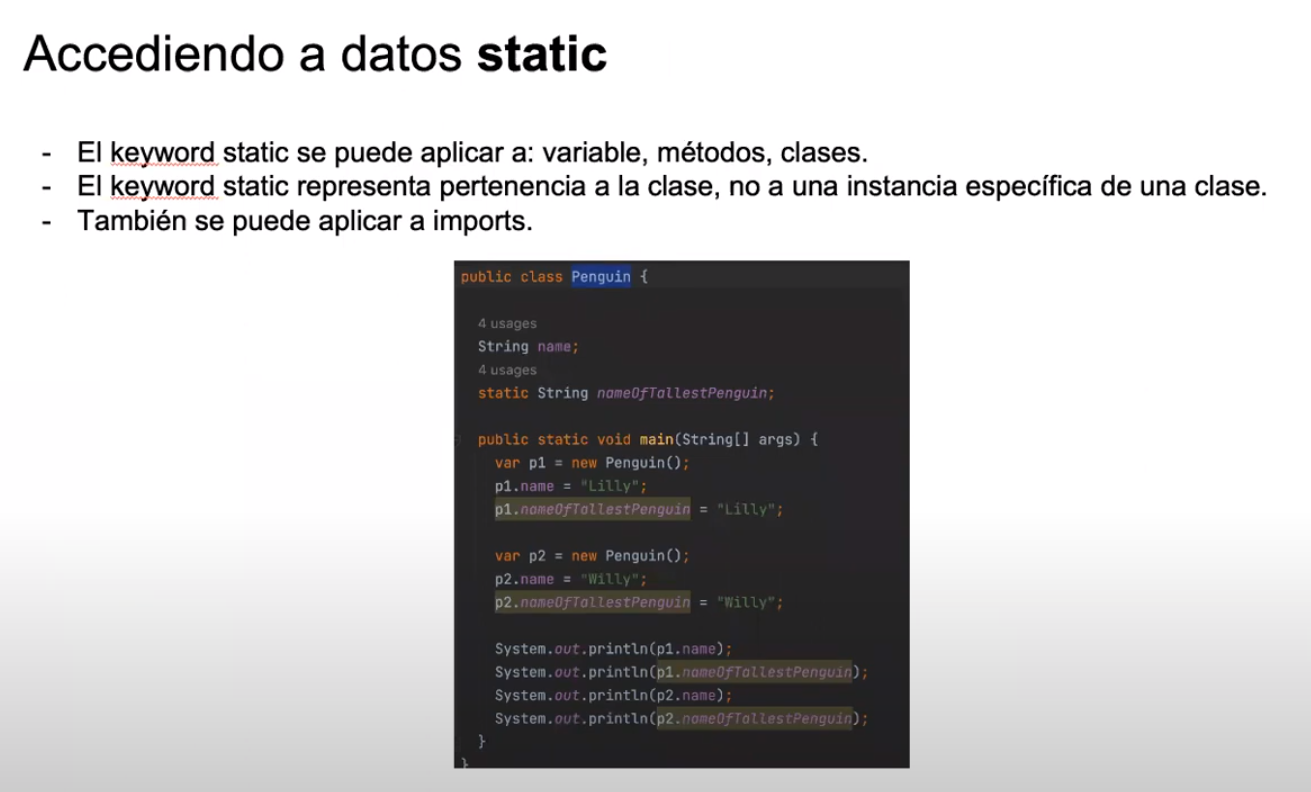 Accediendo a datos static
- El keyword static se puede aplicar a: variable, métodos, clases.
- El keyword static representa pertenencia a la clase, no a una instancia específica de una clase.
- También se puede aplicar a imports.
public class Penguin {
4 usages
String name;
4 usages
static String nameOfTallestPenguin;
public static void main(String[] args) {
var p1 = new Penguin();
p1.name = "Lilly";
p1.nameOfTallestPenguin = "Lilly";
var p2 = new Penguin();
p2.name = "Willy";
p2.nameOfTallestPenguin = "Willy";
System.out.println(p1.name);
System.out.println(p1.nameOfTallestPenguin);
System.out.println(p2.name);
System.out.println(p2.nameOfTallestPenguin);
}
}